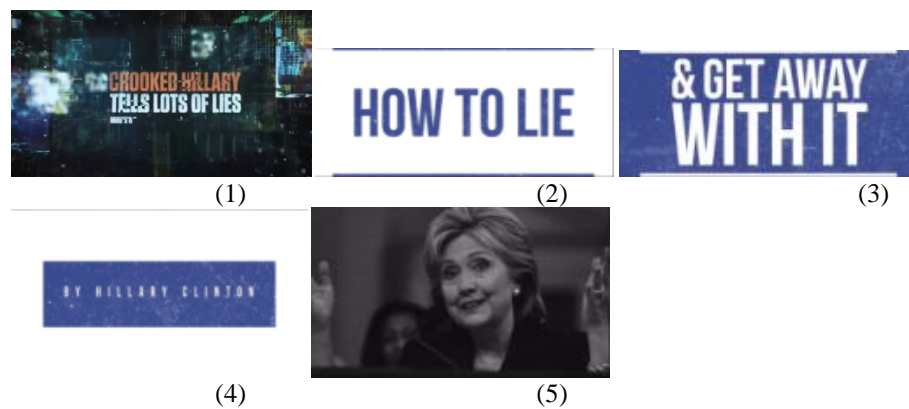 CROOKED HILLARY
TELLS LOTS OF LIES
HOW TO LIE
& GET AWAY
WITH IT
(1)
(2)
(3)
BY HILLARY CLINTON
(4)
(5)